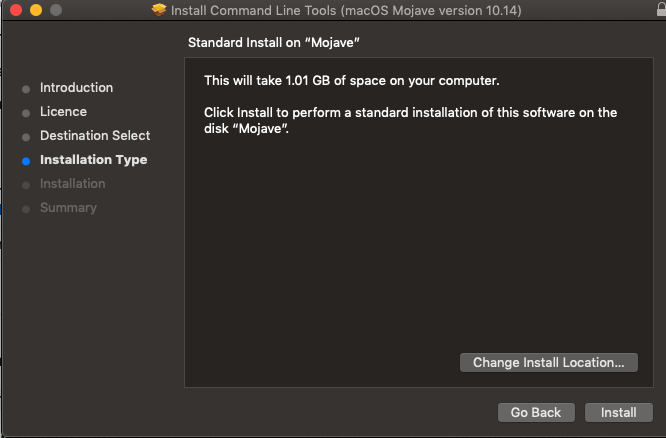 Install Command Line Tools (macOS Mojave version 10.14)
Standard Install on “Mojave”
Introduction
Licence
Destination Select
Installation Type
Installation
Summary
This will take 1.01 GB of space on your computer.
Click Install to perform a standard installation of this software on the
disk “Mojave”.
Change Install Location...
Go Back
Install